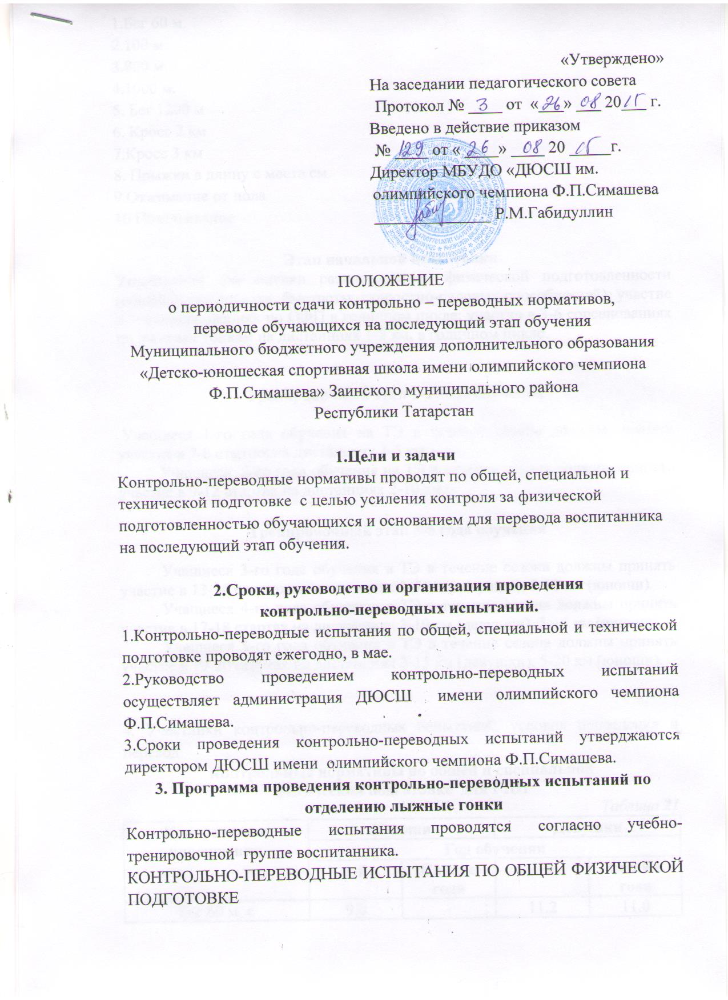 «Утверждено»
На заседании педагогического совета
Протокол № 3 от «26» 08 2015 г.
Введено в действие приказом
№ 129 от « 26 » 08 20 15 г.
Директор МБУДО «ДЮСШ им.
олимпийского чемпиона Ф.П.Симашева
Р.М.Габидуллин
ПОЛОЖЕНИЕ
о периодичности сдачи контрольно – переводных нормативов,
переводе обучающихся на последующий этап обучения
Муниципального бюджетного учреждения дополнительного образования
«Детско-юношеская спортивная школа имени олимпийского чемпиона
Ф.П.Симашева» Заинского муниципального района
Республики Татарстан
1.Цели и задачи
Контрольно-переводные нормативы проводят по общей, специальной и
технической подготовке с целью усиления контроля за физической
подготовленностью обучающихся и основанием для перевода воспитанника
на последующий этап обучения.
2.Сроки, руководство и организация проведения
контрольно-переводных испытаний.
1.Контрольно-переводные испытания по общей, специальной и технической
подготовке проводят ежегодно, в мае.
2.Руководство проведением контрольно-переводных испытаний
осуществляет администрация ДЮСШ имени олимпийского чемпиона
Ф.П.Симашева.
3.Сроки проведения контрольно-переводных испытаний утверджаются
директором ДЮСШ имени олимпийского чемпиона Ф.П.Симашева.
3. Программа проведения контрольно-переводных испытаний по
отделению лыжные гонки
Контрольно-переводные испытания проводятся согласно учебно-
тренировочной группе воспитанника.
КОНТРОЛЬНО-ПЕРЕВОДНЫЕ ИСПЫТАНИЯ ПО ОБЩЕЙ ФИЗИЧЕСКОЙ
ПОДГОТОВКЕ